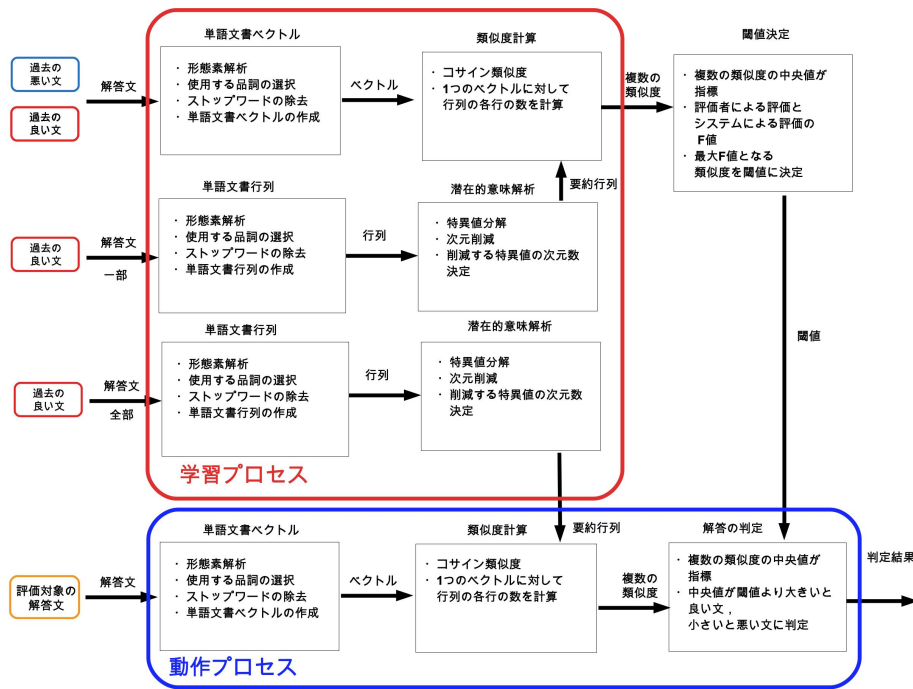 単語文書ベクトル
類似度計算
閾値決定
過去の
悪い文
過去の
良い文
解答文
・ 形態素解析
・ 使用する品詞の選択
・ ストップワードの除去
・ 単語文書ベクトルの作成
ベクトル
・ コサイン類似度
・ 1つのベクトルに対して
行列の各行の数を計算
複数の
類似度
・ 複数の類似度の中央値が
指標
・ 評価者による評価と
システムによる評価の
F値
・ 最大F値となる
類似度を閾値に決定
要約行列
単語文書行列
潜在的意味解析
過去の
良い文
解答文
一部
・ 形態素解析
・ 使用する品詞の選択
・ ストップワードの除去
・ 単語文書行列の作成
行列
・ 特異値分解
・ 次元削減
・ 削減する特異値の次元数
決定
単語文書行列
潜在的意味解析
閾値
過去の
良い文
解答文
全部
・ 形態素解析
・ 使用する品詞の選択
・ ストップワードの除去
・ 単語文書行列の作成
行列
・ 特異値分解
・ 次元削減
・ 削減する特異値の次元数
決定
学習プロセス
単語文書ベクトル
類似度計算
要約行列
解答の判定
評価対象の
解答文
解答文
・ 形態素解析
・ 使用する品詞の選択
・ ストップワードの除去
・ 単語文書ベクトルの作成
ベクトル
・ コサイン類似度
・ 1つのベクトルに対して
行列の各行の数を計算
複数の
類似度
・ 複数の類似度の中央値が
指標
・ 中央値が閾値より大きいと
良い文，
小さいと悪い文に判定
判定結果
動作プロセス